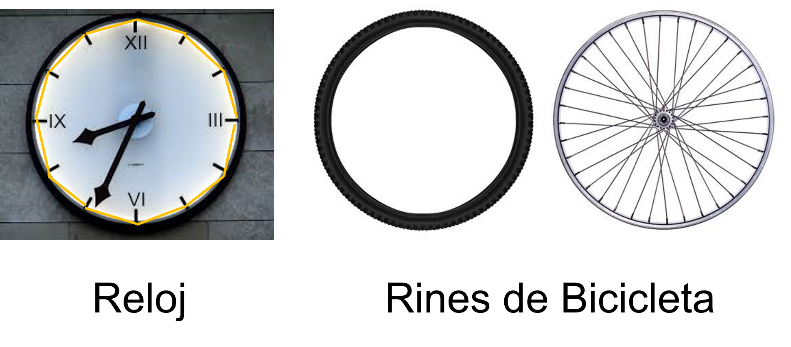 XII
IX III
VI
Reloj
Rines de Bicicleta